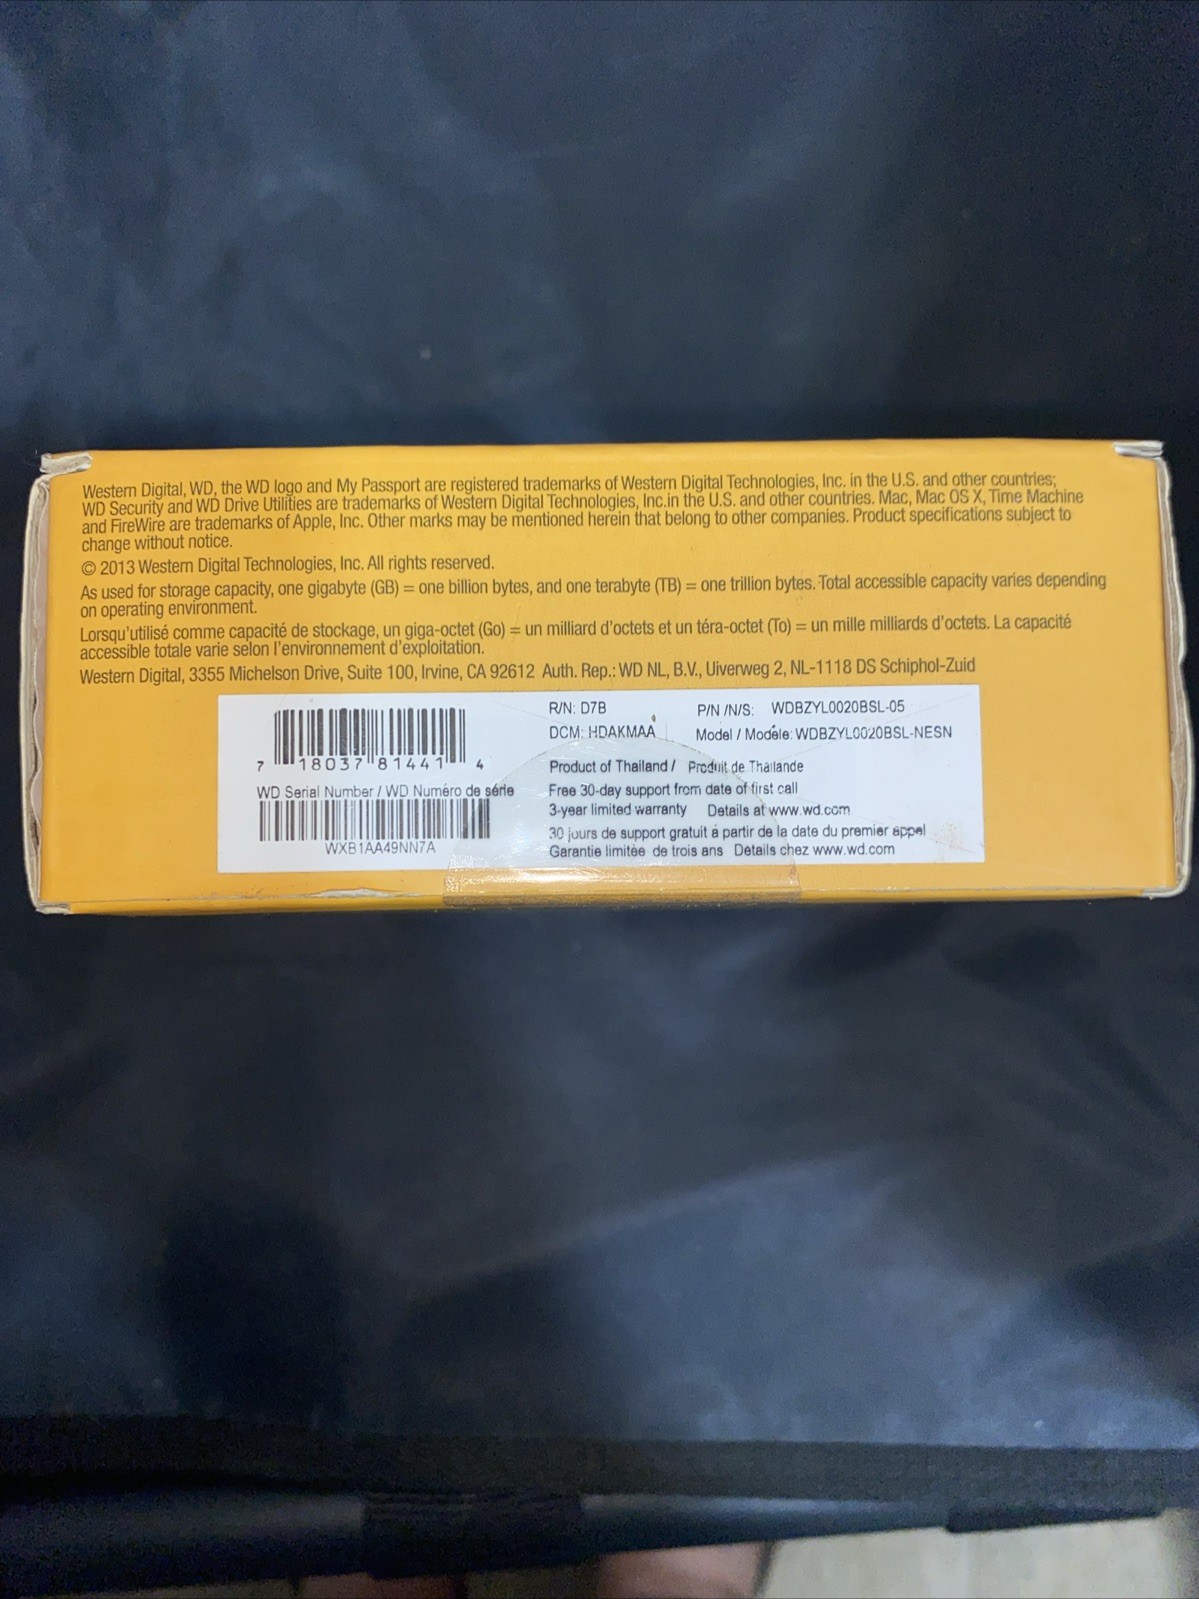 Western Digital, WD, the WD logo and My Passport are registered trademarks of Western Digital Technologies, Inc. in the U.S. and other countries;
WD Security and WD Drive Utilities are trademarks of Western Digital Technologies, Inc.in the U.S. and other countries. Mac, Mac OS X, Time Machine
and FireWire are trademarks of Apple, Inc. Other marks may be mentioned herein that belong to other companies. Product specifications subject to
change without notice.
© 2013 Western Digital Technologies, Inc. All rights reserved.
As used for storage capacity, one gigabyte (GB) = one billion bytes, and one terabyte (TB) = one trillion bytes. Total accessible capacity varies depending
on operating environment.
Lorsqu'utilisé comme capacité de stockage, un giga-octet (Go) = un milliard d'octets et un téra-octet (To) = un mille milliards d'octets. La capacité
accessible totale varie selon l'environnement d'exploitation.
Western Digital, 3355 Michelson Drive, Suite 100, Irvine, CA 92612 Auth. Rep.: WD NL, B.V., Uiverweg 2, NL-1118 DS Schiphol-Zuid
7 18037 81441 4
WD Serial Number / WD Numéro de série
WXB1AA49NN7A
R/N: D7B P/N /N/S: WDBZYL0020BSL-05
DCM: HDAKMAA Model / Modéle: WDBZYL0020BSL-NESN
Product of Thailand / Produit de Thaïlande
Free 30-day support from date of first call
3-year limited warranty Details at www.wd.com
30 jours de support gratuit á partir de la date du premier appel
Garantie limitèe de trois ans Details chez www.wd.com